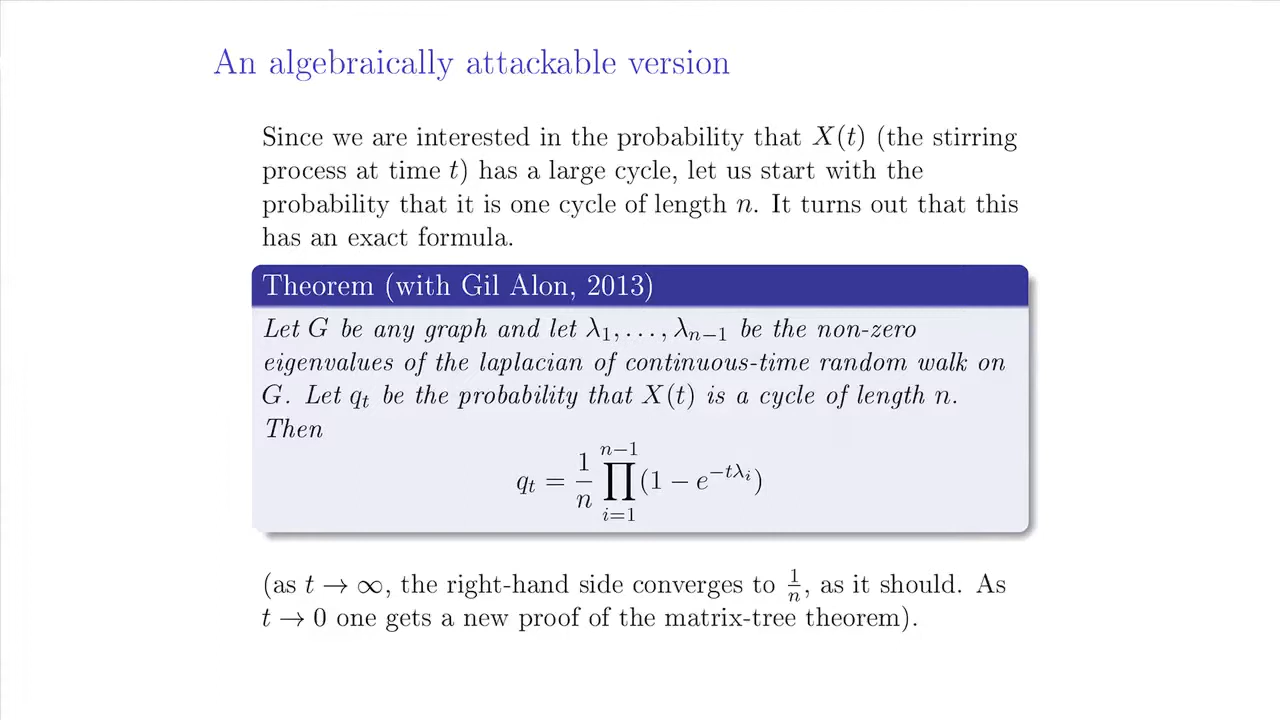 An algebraically attackable version
Since we are interested in the probability that X(t) (the stirring
process at time t) has a large cycle, let us start with the
probability that it is one cycle of length n. It turns out that this
has an exact formula.
Theorem (with Gil Alon, 2013)
Let G be any graph and let λ₁, . . . , λₙ₋₁ be the non-zero
eigenvalues of the laplacian of continuous-time random walk on
G. Let qₜ be the probability that X(t) is a cycle of length n.
Then
qₜ = \frac{1}{n} \prod_{i=1}^{n-1} (1 − e^{−tλ_i})
(as t → ∞, the right-hand side converges to \frac{1}{n}, as it should. As
t → 0 one gets a new proof of the matrix-tree theorem).